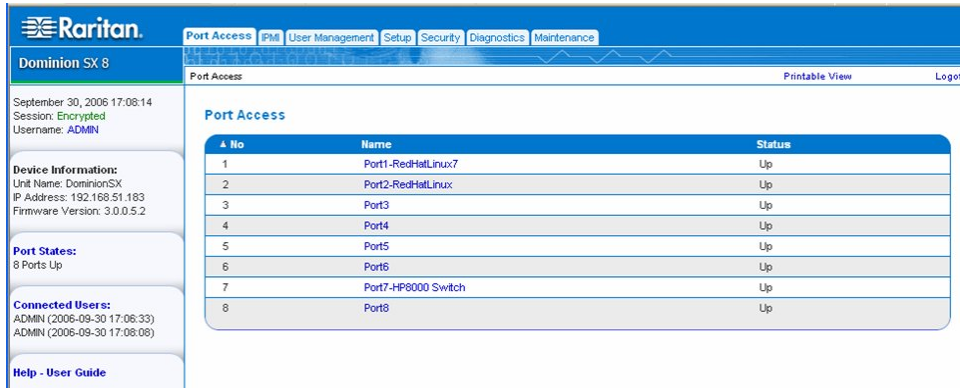 Raritan.
Port Access IPMI User Management Setup Security Diagnostics Maintenance
Dominion SX 8
Port Access Printable View
September 30, 2006 17:08:14
Session: Encrypted
Username: ADMIN
Device Information:
Unit Name: DominionSX
IP Address: 192.168.51.183
Firmware Version: 3.0.0.5.2
Port States:
8 Ports Up
Connected Users:
ADMIN (2006-09-30 17:06:33)
ADMIN (2006-09-30 17:08:08)
Help - User Guide
Port Access
▲ No Name Status
1 Port1-RedHatLinux7 Up
2 Port2-RedHatLinux Up
3 Port3 Up
4 Port4 Up
5 Port5 Up
6 Port6 Up
7 Port7-HP8000 Switch Up
8 Port8 Up